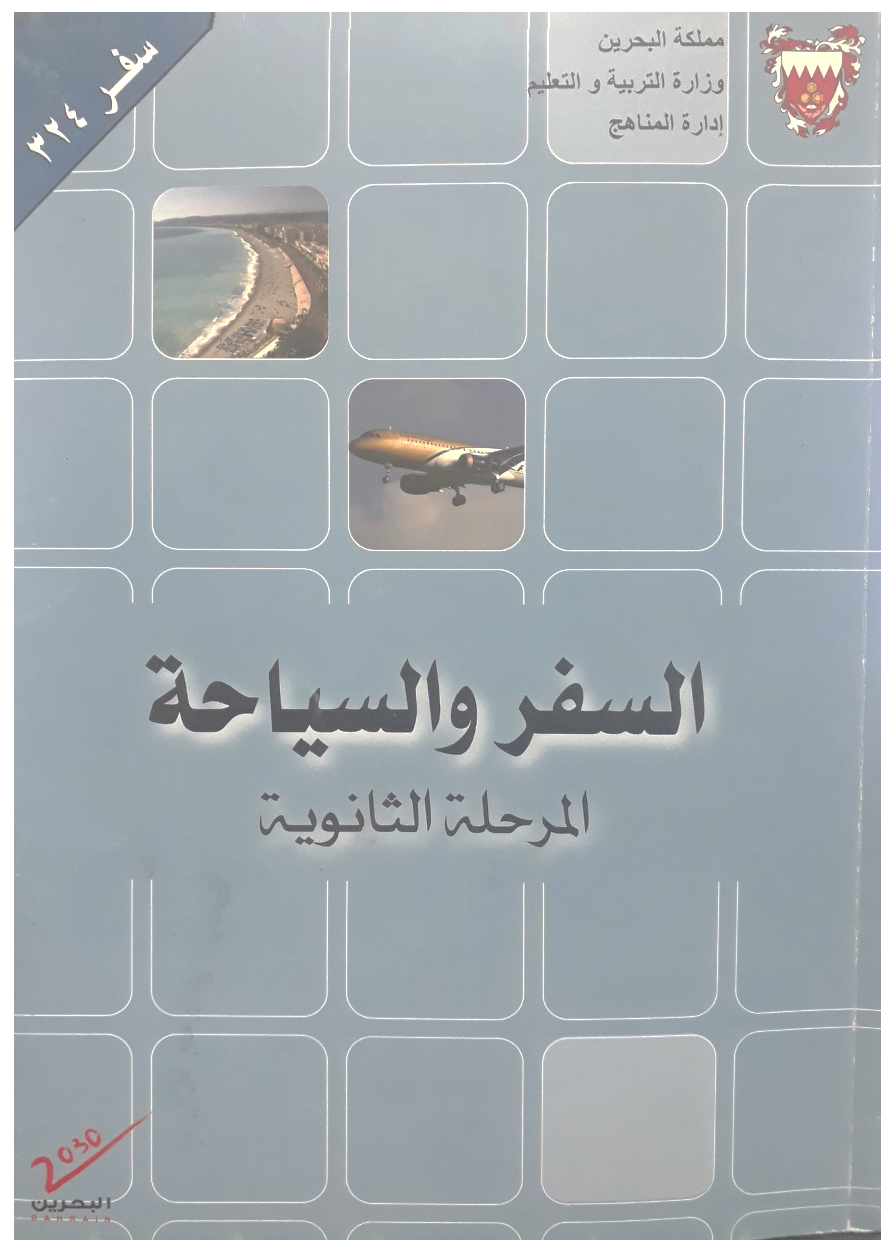 مملكة البحرين
وزارة التربية و التعليم
إدارة المناهج
سفر ٣٢٤
السفر والسياحة
المرحلة الثانوية
2030
البحرين
BAHRAIN